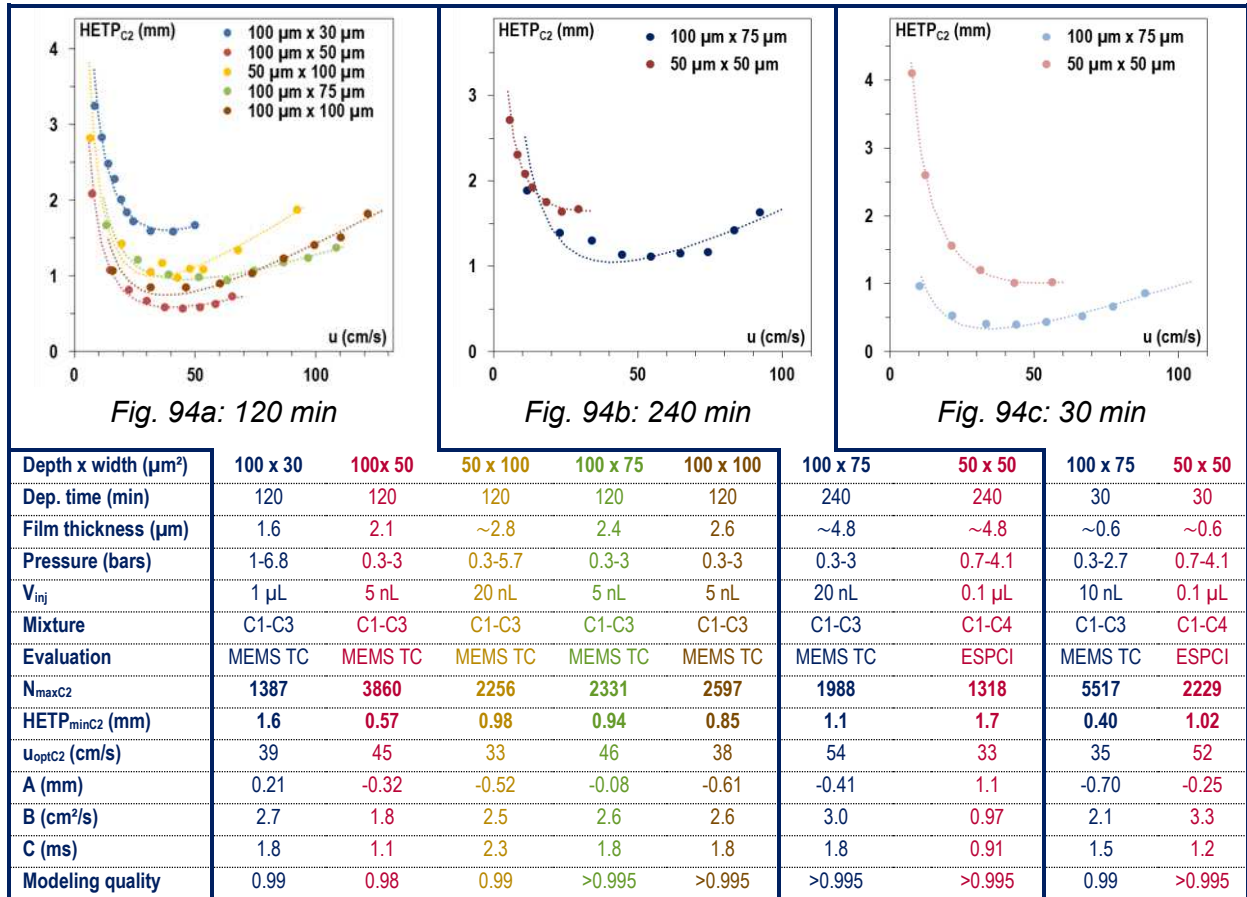 HETPC2 (mm)
100 µm x 30 µm
100 µm x 50 µm
50 µm x 100 µm
100 µm x 75 µm
100 µm x 100 µm
4
3
2
1
0
u (cm/s)
0 50 100
Fig. 94a: 120 min
HETPC2 (mm)
100 µm x 75 µm
50 µm x 50 µm
3
2
1
0
u (cm/s)
0 50 100
Fig. 94b: 240 min
HETPC2 (mm)
100 µm x 75 µm
50 µm x 50 µm
4
3
2
1
0
u (cm/s)
0 50 100
Fig. 94c: 30 min
Depth x width (µm²) 100 x 30 100x 50 50 x 100 100 x 75 100 x 100 100 x 75 50 x 50 100 x 75 50 x 50
Dep. time (min) 120 120 120 120 120 240 240 30 30
Film thickness (µm) 1.6 2.1 ~2.8 2.4 2.6 ~4.8 ~4.8 ~0.6 ~0.6
Pressure (bars) 1-6.8 0.3-3 0.3-5.7 0.3-3 0.3-3 0.3-3 0.7-4.1 0.3-2.7 0.7-4.1
Vinj 1 µL 5 nL 20 nL 5 nL 5 nL 20 nL 0.1 µL 10 nL 0.1 µL
Mixture C1-C3 C1-C3 C1-C3 C1-C3 C1-C3 C1-C3 C1-C4 C1-C3 C1-C4
Evaluation MEMS TC MEMS TC MEMS TC MEMS TC MEMS TC MEMS TC ESPCI MEMS TC ESPCI
NmaxC2 1387 3860 2256 2331 2597 1988 1318 5517 2229
HETPminC2 (mm) 1.6 0.57 0.98 0.94 0.85 1.1 1.7 0.40 1.02
uoptC2 (cm/s) 39 45 33 46 38 54 33 35 52
A (mm) 0.21 -0.32 -0.52 -0.08 -0.61 -0.41 1.1 -0.70 -0.25
B (cm²/s) 2.7 1.8 2.5 2.6 2.6 3.0 0.97 2.1 3.3
C (ms) 1.8 1.1 2.3 1.8 1.8 1.8 0.91 1.5 1.2
Modeling quality 0.99 0.98 0.99 >0.995 >0.995 >0.995 >0.995 0.99 >0.995